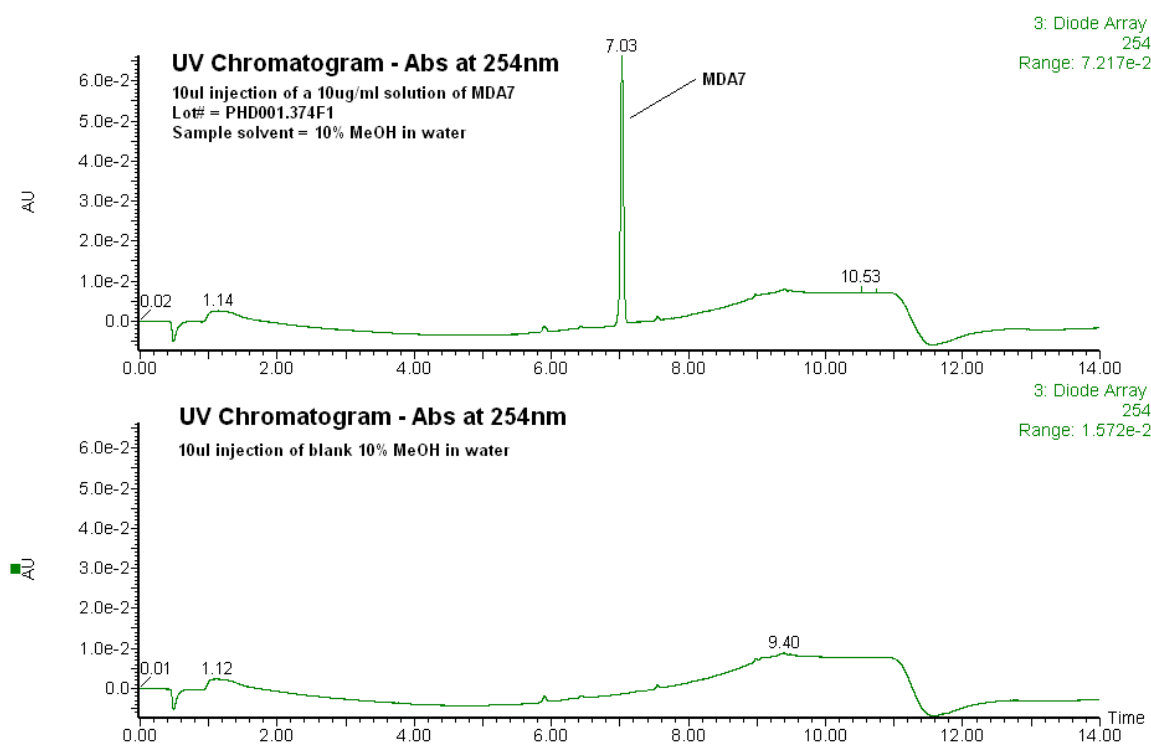 3: Diode Array
254
Range: 7.217e-2
UV Chromatogram - Abs at 254nm
10ul injection of a 10ug/ml solution of MDA7
Lot# = PHD001.374F1
Sample solvent = 10% MeOH in water
7.03
MDA7
AU
6.0e-2
5.0e-2
4.0e-2
3.0e-2
2.0e-2
1.0e-2
0.0
0.02
1.14
10.53
0.00 2.00 4.00 6.00 8.00 10.00 12.00 14.00
3: Diode Array
254
Range: 1.572e-2
UV Chromatogram - Abs at 254nm
10ul injection of blank 10% MeOH in water
AU
6.0e-2
5.0e-2
4.0e-2
3.0e-2
2.0e-2
1.0e-2
0.0
0.01
1.12
9.40
Time
0.00 2.00 4.00 6.00 8.00 10.00 12.00 14.00